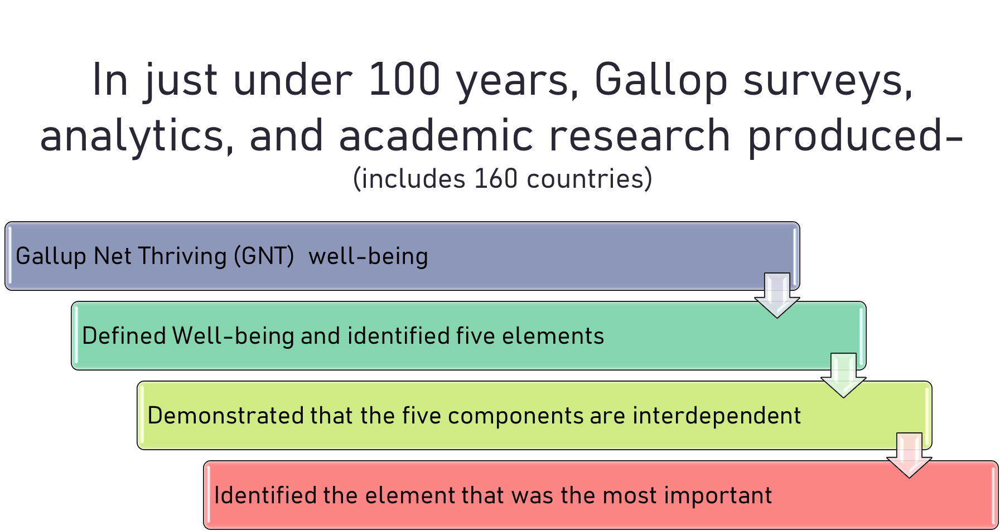 In just under 100 years, Gallop surveys,
analytics, and academic research produced-
(includes 160 countries)
Gallup Net Thriving (GNT)  well-being
Defined Well-being and identified five elements
Demonstrated that the five components are interdependent
Identified the element that was the most important